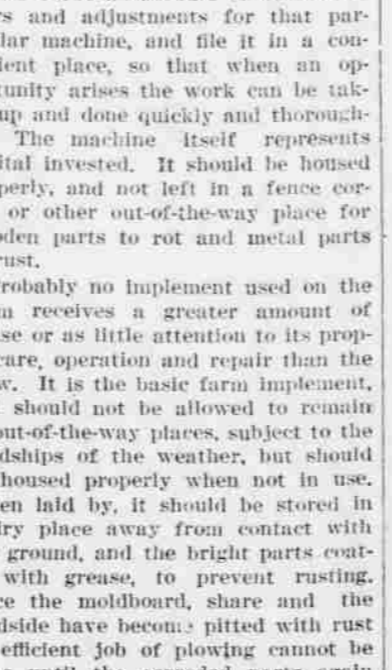 rs and adjustments for that par-
lar machine, and file it in a con-
ient place, so that when an op-
tunity arises the work can be tak-
up and done quickly and thorough-
The machine itself represents
ital invested. It should be housed
perly, and not left in a fence cor-
or other out-of-the-way place for
oden parts to rot and metal parts
rust.
robably no implement used on the
m receives a greater amount of
se or as little attention to its prop-
care, operation and repair than the
w. It is the basic farm implement,
should not be allowed to remain
out-of-the-way places, subject to the
dships of the weather, but should
housed properly when not in use.
en laid by, it should be stored in
dry place away from contact with
ground, and the bright parts coat-
with grease, to prevent rusting.
ce the moldboard, share and the
dside have become pitted with rust
efficient job of plowing cannot be